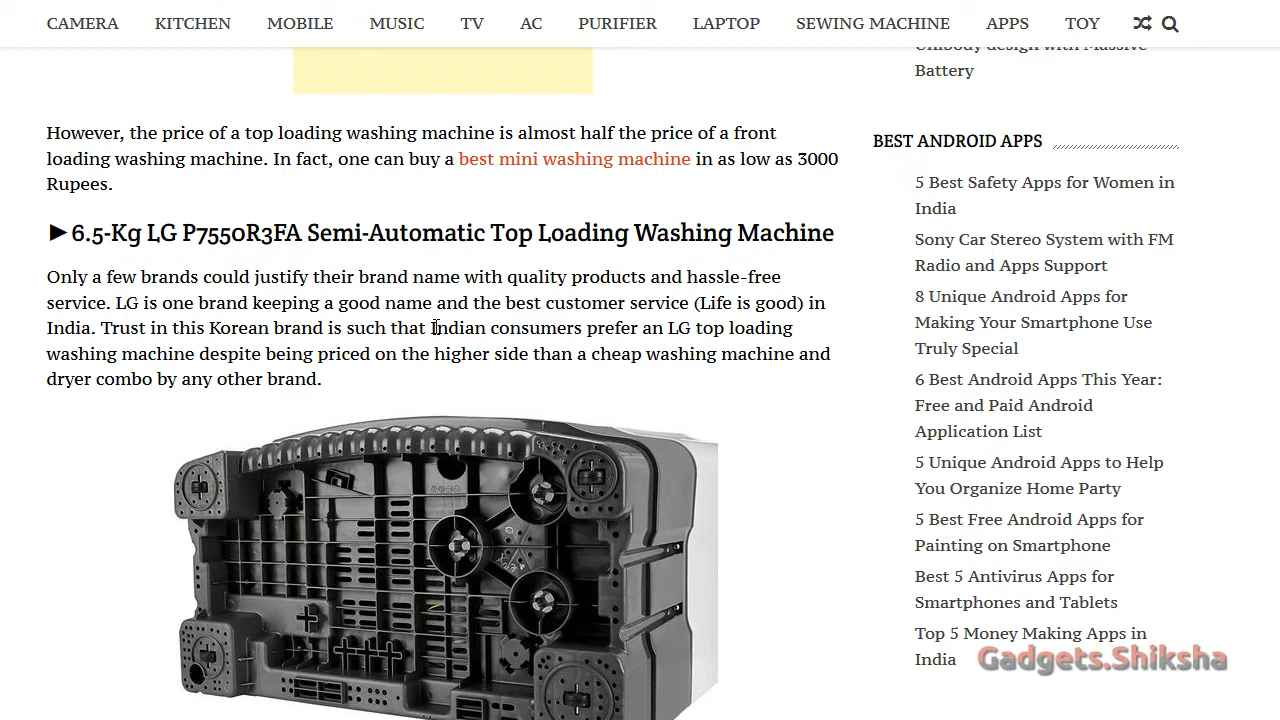 CAMERA KITCHEN MOBILE MUSIC TV AC PURIFIER LAPTOP SEWING MACHINE APPS TOY
However, the price of a top loading washing machine is almost half the price of a front
loading washing machine. In fact, one can buy a best mini washing machine in as low as 3000
Rupees.
►6.5-Kg LG P7550R3FA Semi-Automatic Top Loading Washing Machine
Only a few brands could justify their brand name with quality products and hassle-free
service. LG is one brand keeping a good name and the best customer service (Life is good) in
India. Trust in this Korean brand is such that Indian consumers prefer an LG top loading
washing machine despite being priced on the higher side than a cheap washing machine and
dryer combo by any other brand.
Unibody design with Massive
Battery
BEST ANDROID APPS
5 Best Safety Apps for Women in
India
Sony Car Stereo System with FM
Radio and Apps Support
8 Unique Android Apps for
Making Your Smartphone Use
Truly Special
6 Best Android Apps This Year:
Free and Paid Android
Application List
5 Unique Android Apps to Help
You Organize Home Party
5 Best Free Android Apps for
Painting on Smartphone
Best 5 Antivirus Apps for
Smartphones and Tablets
Top 5 Money Making Apps in
India
Gadgets.Shiksha